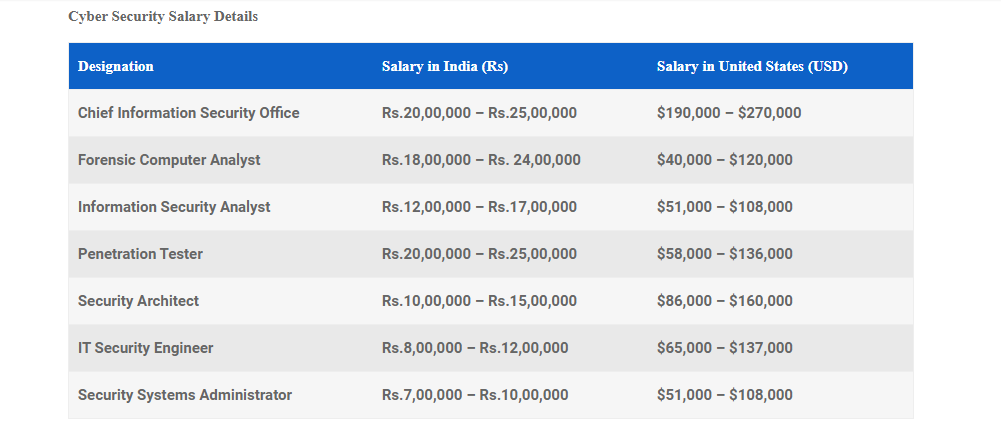 Cyber Security Salary Details
Designation Salary in India (Rs) Salary in United States (USD)
Chief Information Security Office Rs.20,00,000 – Rs.25,00,000 $190,000 – $270,000
Forensic Computer Analyst Rs.18,00,000 – Rs. 24,00,000 $40,000 – $120,000
Information Security Analyst Rs.12,00,000 – Rs.17,00,000 $51,000 – $108,000
Penetration Tester Rs.20,00,000 – Rs.25,00,000 $58,000 – $136,000
Security Architect Rs.10,00,000 – Rs.15,00,000 $86,000 – $160,000
IT Security Engineer Rs.8,00,000 – Rs.12,00,000 $65,000 – $137,000
Security Systems Administrator Rs.7,00,000 – Rs.10,00,000 $51,000 – $108,000